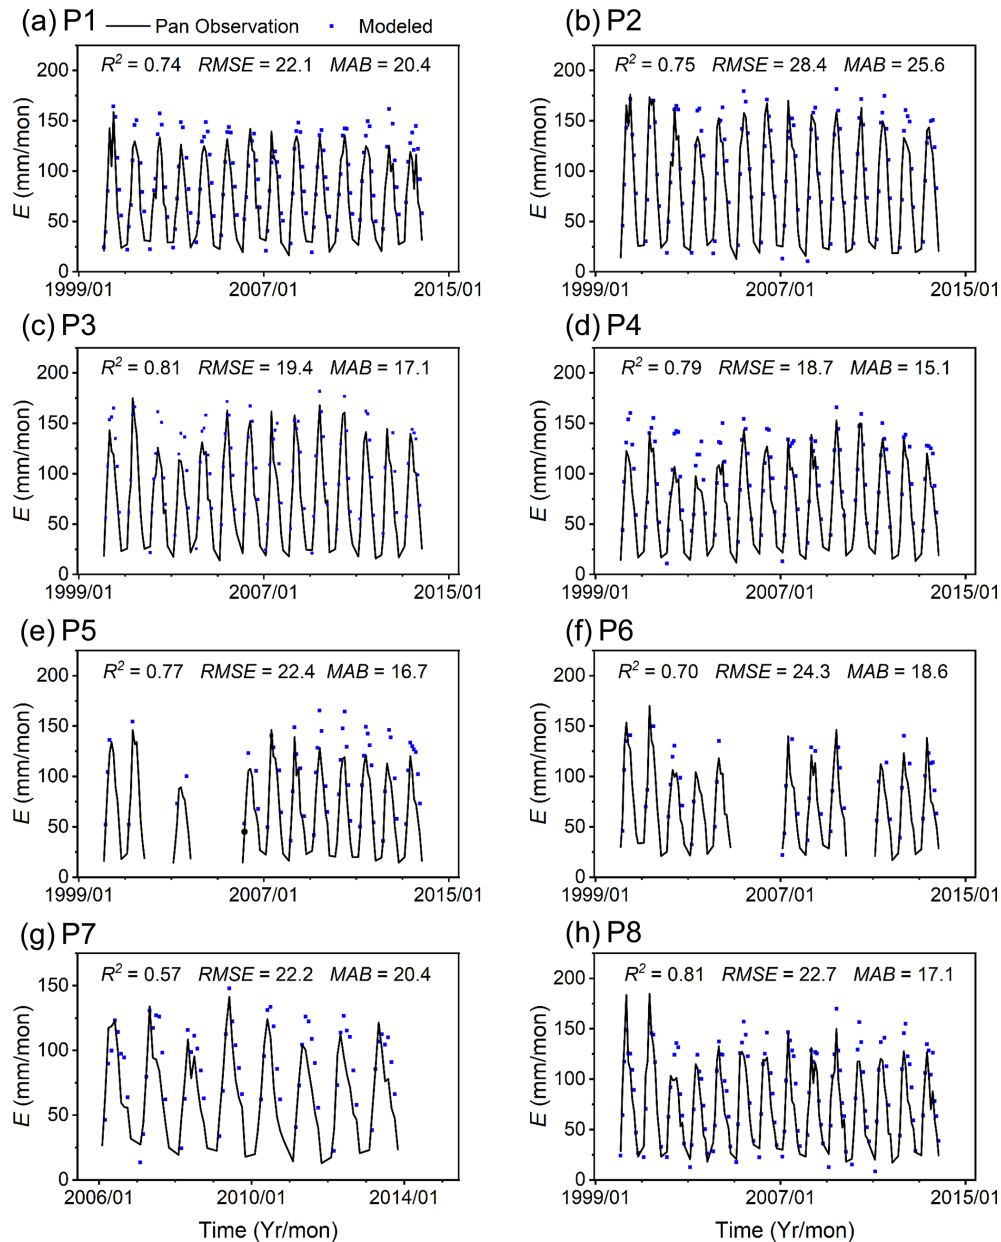 (a) P1 Pan Observation Modeled
R² = 0.74 RMSE = 22.1 MAB = 20.4
200
150
100
50
0
E (mm/mon)
1999/01 2007/01 2015/01
(b) P2
R² = 0.75 RMSE = 28.4 MAB = 25.6
200
150
100
50
0
E (mm/mon)
1999/01 2007/01 2015/01
(c) P3
R² = 0.81 RMSE = 19.4 MAB = 17.1
200
150
100
50
0
E (mm/mon)
1999/01 2007/01 2015/01
(d) P4
R² = 0.79 RMSE = 18.7 MAB = 15.1
200
150
100
50
0
E (mm/mon)
1999/01 2007/01 2015/01
(e) P5
R² = 0.77 RMSE = 22.4 MAB = 16.7
200
150
100
50
0
E (mm/mon)
1999/01 2007/01 2015/01
(f) P6
R² = 0.70 RMSE = 24.3 MAB = 18.6
200
150
100
50
0
E (mm/mon)
1999/01 2007/01 2015/01
(g) P7
R² = 0.57 RMSE = 22.2 MAB = 20.4
150
100
50
0
E (mm/mon)
2006/01 2010/01 2014/01
Time (Yr/mon)
(h) P8
R² = 0.81 RMSE = 22.7 MAB = 17.1
200
150
100
50
0
E (mm/mon)
1999/01 2007/01 2015/01
Time (Yr/mon)